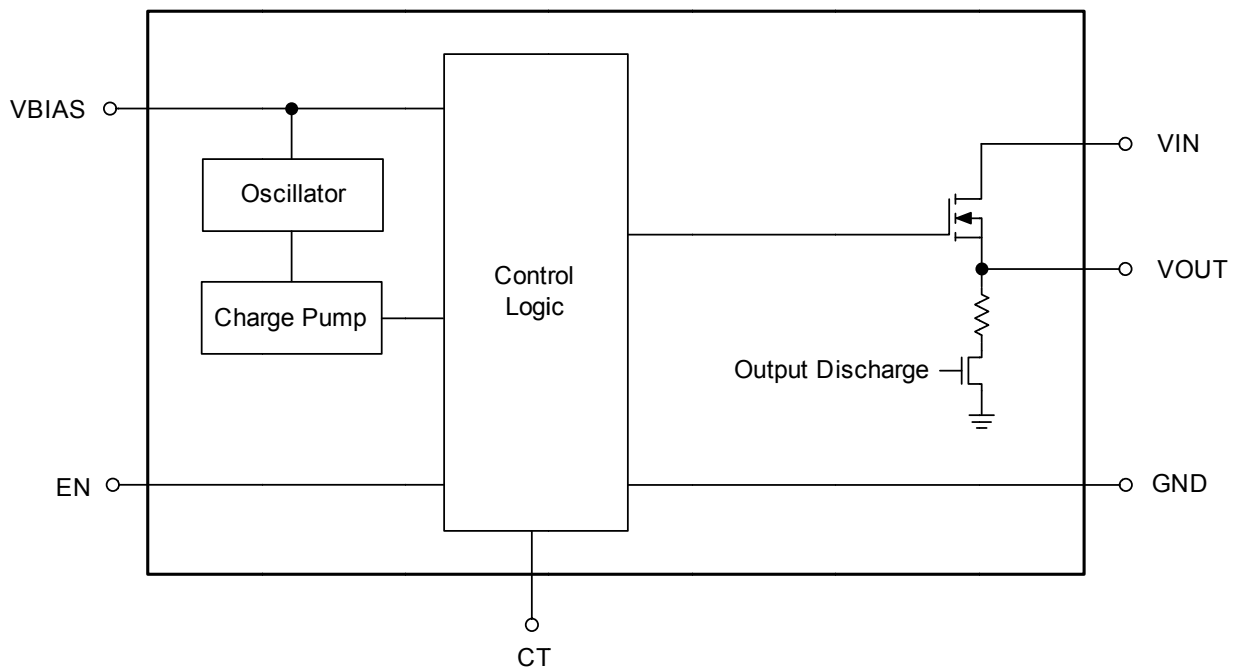 VBIAS
Oscillator
Charge Pump
EN
Control
Logic
CT
VIN
VOUT
Output Discharge
GND